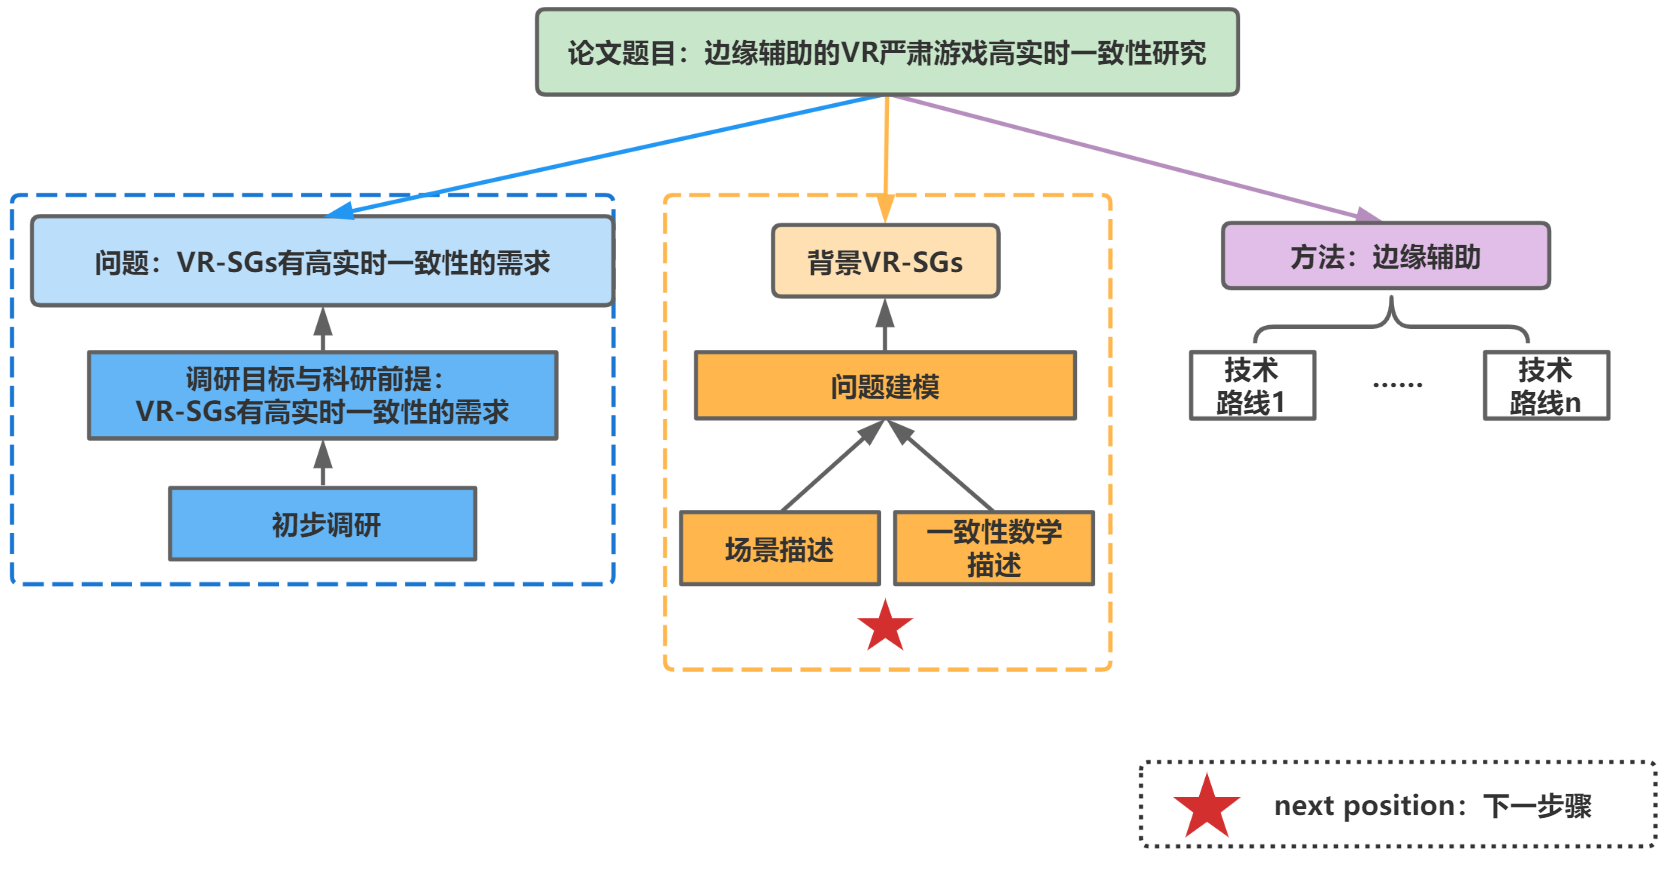 论文题目：边缘辅助的VR严肃游戏高实时一致性研究
问题：VR-SGs有高实时一致性的需求
调研目标与科研前提：
VR-SGs有高实时一致性的需求
初步调研
背景VR-SGs
问题建模
场景描述
一致性数学
描述
方法：边缘辅助
技术
路线1
......
技术
路线n
next position：下一步骤